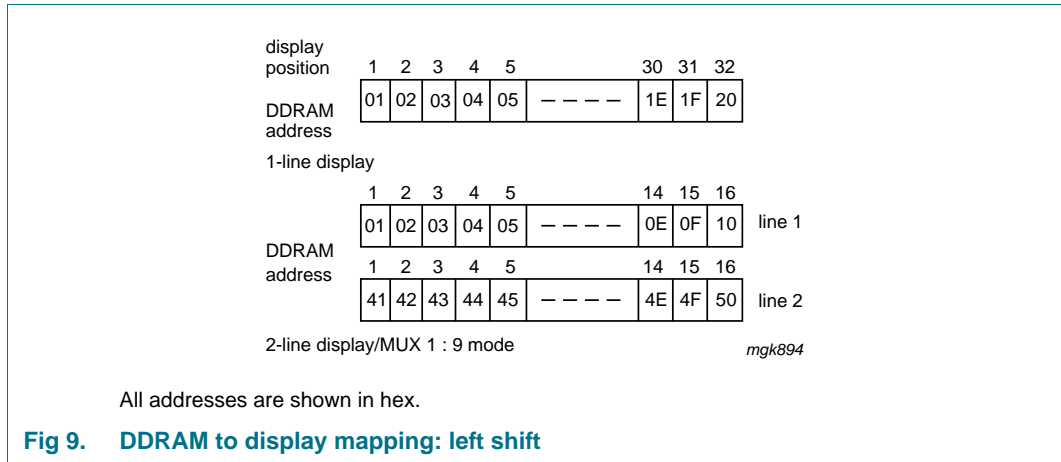 display
position 1 2 3 4 5 30 31 32
01 02 03 04 05 – – – – 1E 1F 20
DDRAM
address
1-line display
1 2 3 4 5 14 15 16
01 02 03 04 05 – – – – 0E 0F 10 line 1
DDRAM
address
1 2 3 4 5 14 15 16
41 42 43 44 45 – – – – 4E 4F 50 line 2
2-line display/MUX 1 : 9 mode
mgk894
All addresses are shown in hex.
Fig 9. DDRAM to display mapping: left shift